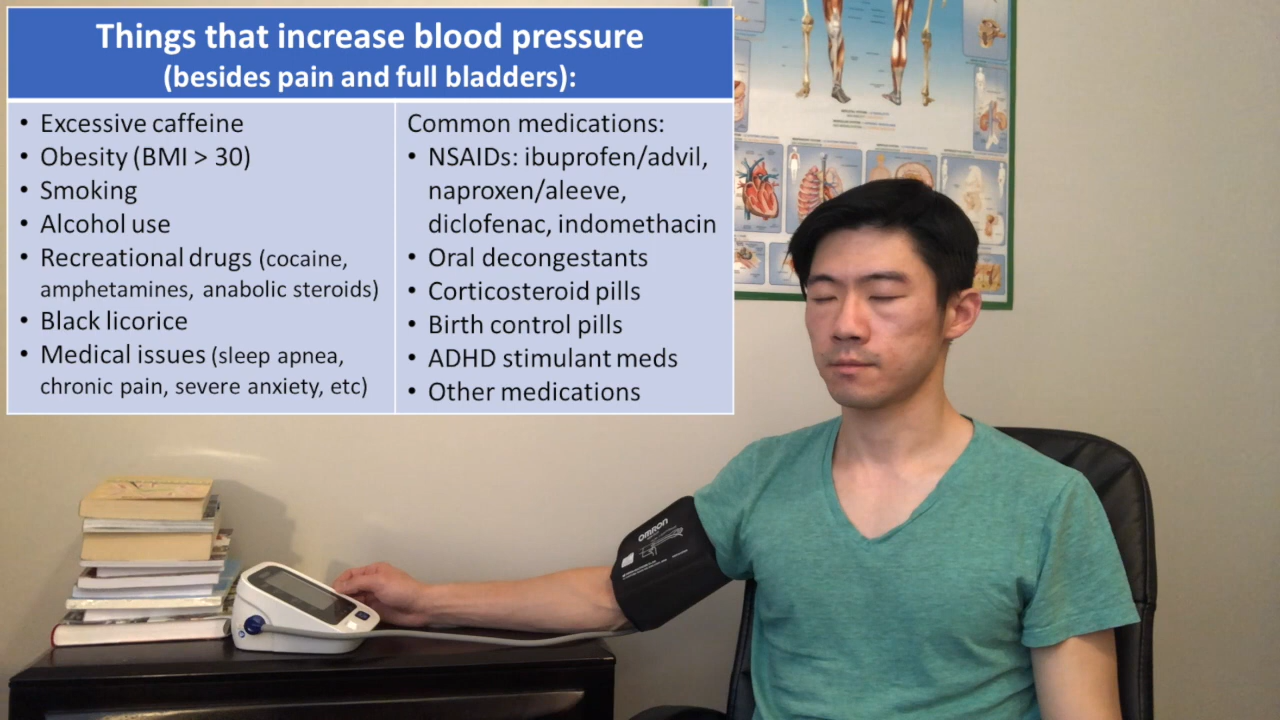 Things that increase blood pressure
(besides pain and full bladders):
• Excessive caffeine
• Obesity (BMI > 30)
• Smoking
• Alcohol use
• Recreational drugs (cocaine,
amphetamines, anabolic steroids)
• Black licorice
• Medical issues (sleep apnea,
chronic pain, severe anxiety, etc)
Common medications:
• NSAIDs: ibuprofen/advil,
naproxen/aleeve,
diclofenac, indomethacin
• Oral decongestants
• Corticosteroid pills
• Birth control pills
• ADHD stimulant meds
• Other medications
OMRON